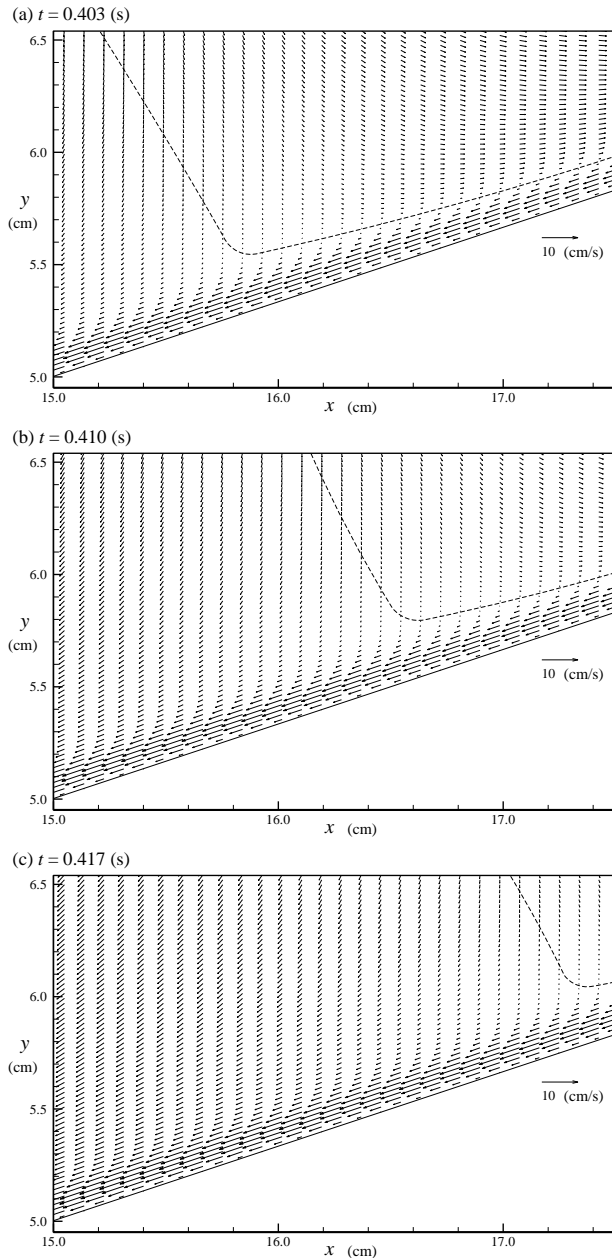 (a) t = 0.403 (s)
6.5
6.0
y
(cm)
5.5
10 (cm/s)
5.0
15.0 16.0 17.0
x (cm)
(b) t = 0.410 (s)
6.5
6.0
y
(cm)
5.5
10 (cm/s)
5.0
15.0 16.0 17.0
x (cm)
(c) t = 0.417 (s)
6.5
6.0
y
(cm)
5.5
10 (cm/s)
5.0
15.0 16.0 17.0
x (cm)